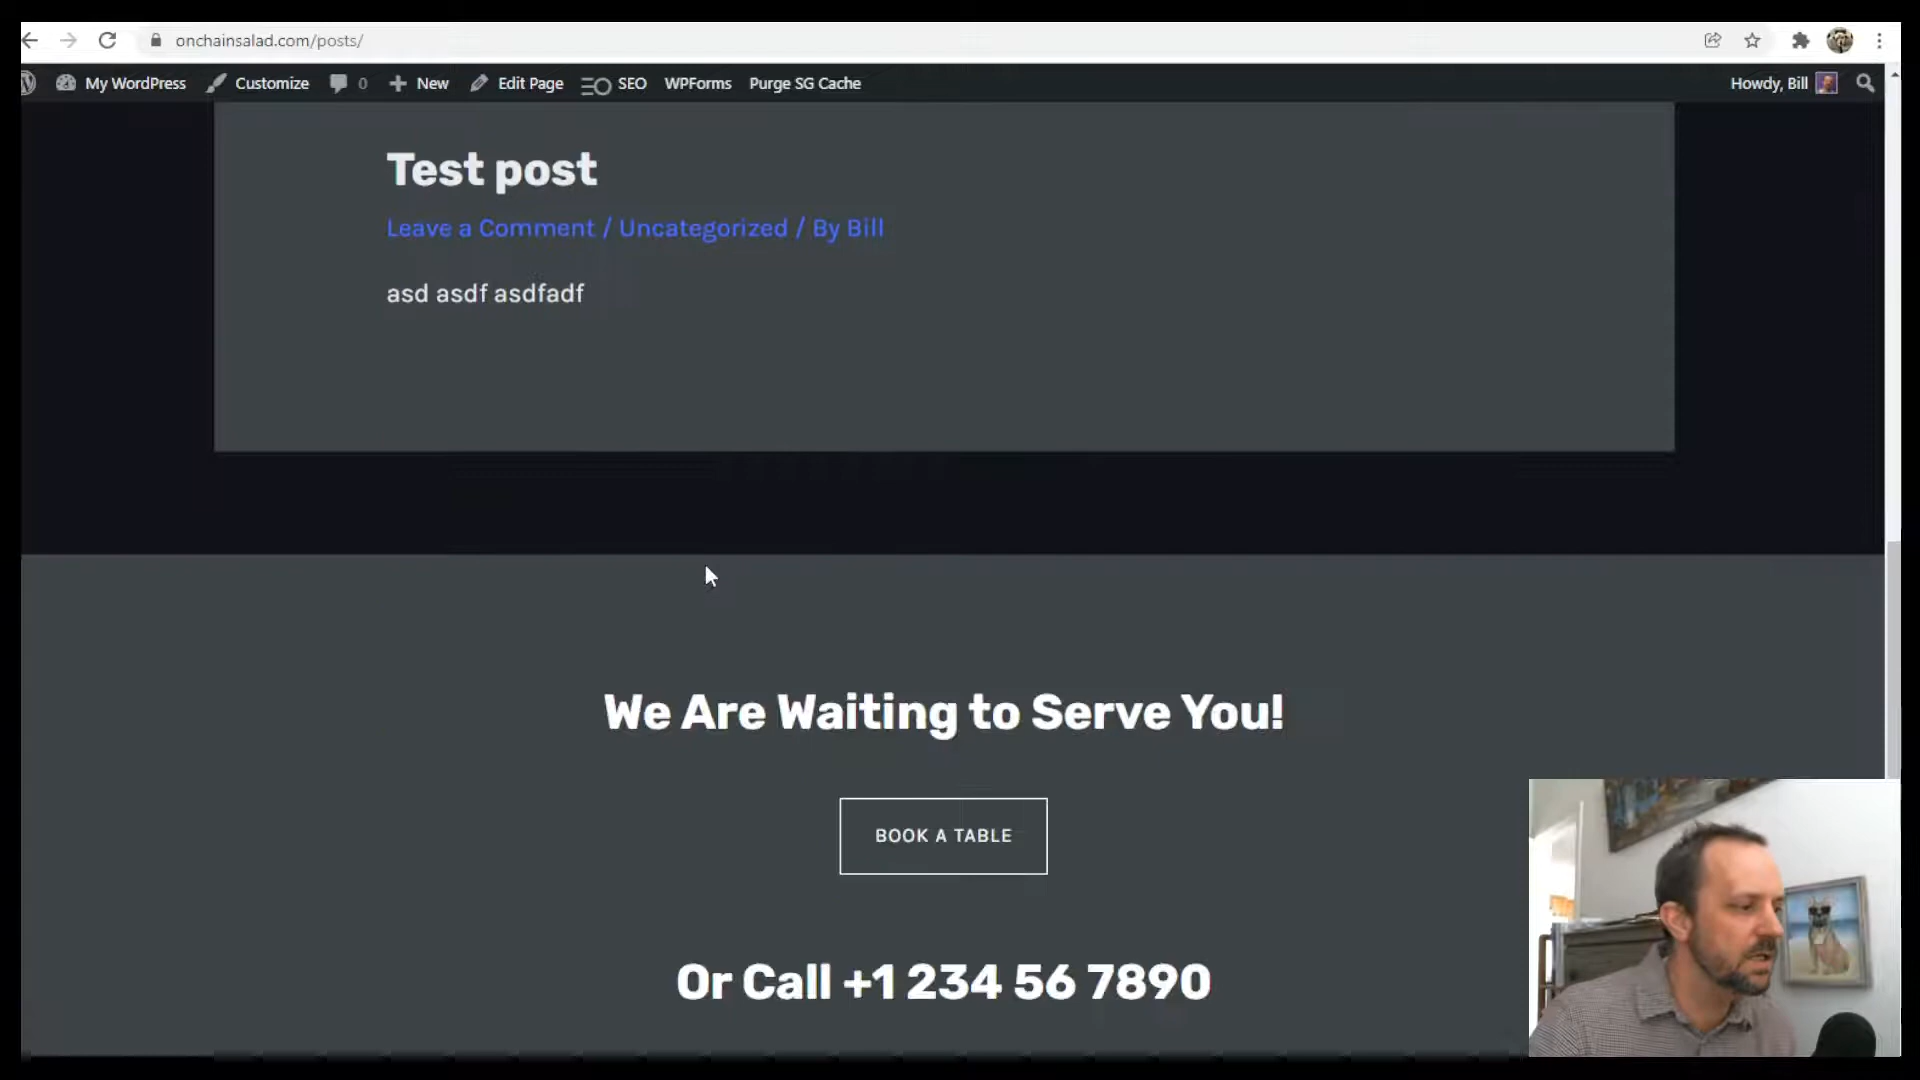 onchainsalad.com/posts/
My WordPress Customize 0 New Edit Page SEO WPForms Purge SG Cache Howdy, Bill
Test post
Leave a Comment / Uncategorized / By Bill
asd asdf asdfadf
We Are Waiting to Serve You!
BOOK A TABLE
Or Call +1 234 56 7890